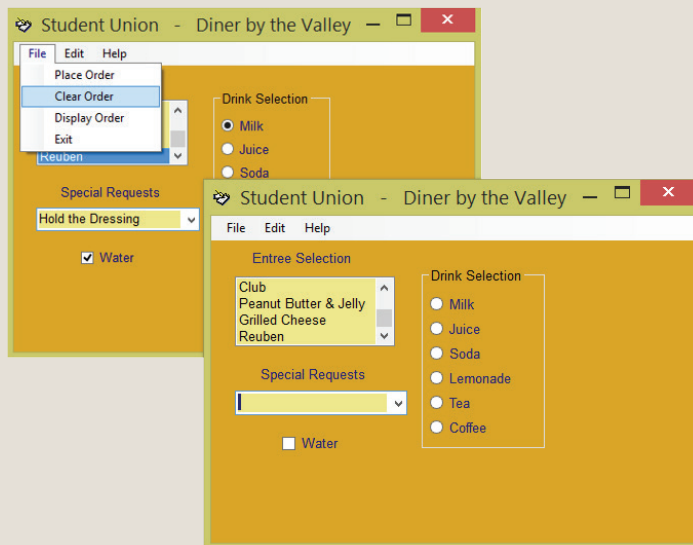 Student Union - Diner by the Valley
File Edit Help
Place Order
Clear Order
Display Order
Exit
Reuben
Special Requests
Hold the Dressing
Water
Drink Selection
Milk
Juice
Soda
Student Union - Diner by the Valley
File Edit Help
Entree Selection
Club
Peanut Butter & Jelly
Grilled Cheese
Reuben
Special Requests
Water
Drink Selection
Milk
Juice
Soda
Lemonade
Tea
Coffee